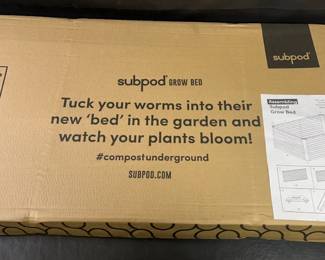 subpod
subpod GROW BED
Tuck your worms into their
new 'bed' in the garden and
watch your plants bloom!
#compostunderground
SUBPOD.COM
Assembling
Subpod
Grow Bed